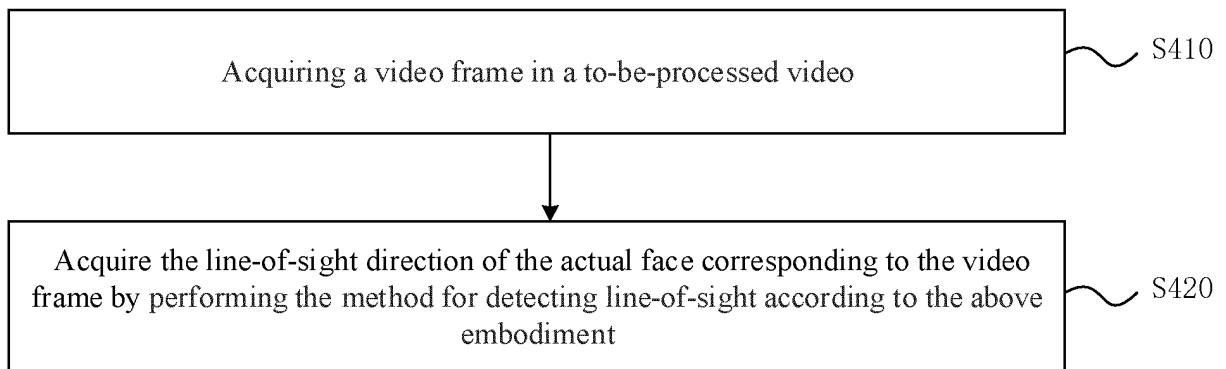 Acquiring a video frame in a to-be-processed video
S410
Acquire the line-of-sight direction of the actual face corresponding to the video
frame by performing the method for detecting line-of-sight according to the above
embodiment
S420